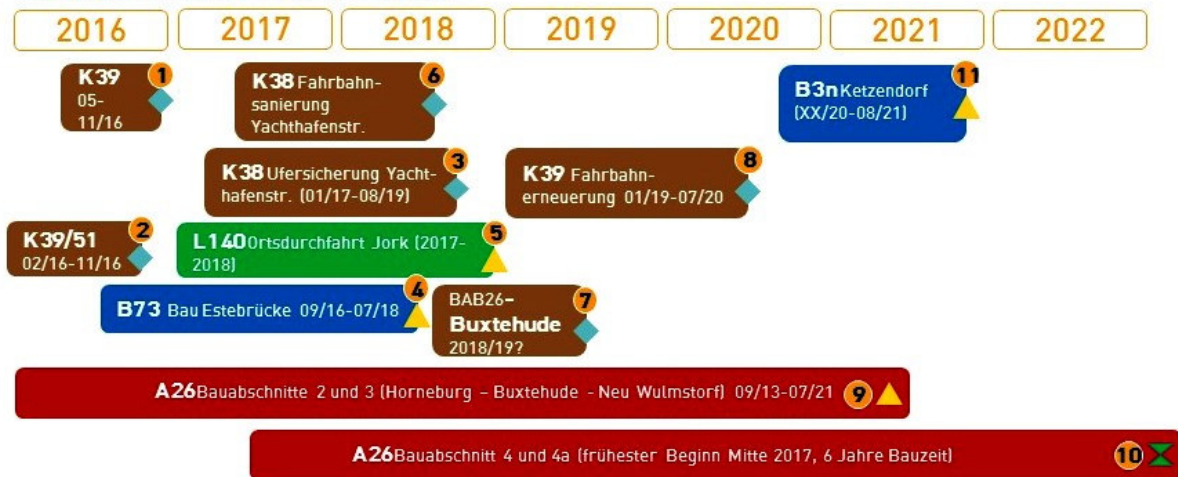 2016 2017 2018 2019 2020 2021 2022
K39
05-
11/16
1
K38 Fahrbahn-
sanierung
Yachthafenstr.
6
B3n Ketzendorf
(XX/20-08/21)
11
K38 Ufersicherung Yacht-
hafenstr. (01/17-08/19)
3
K39 Fahrbahn-
erneuerung 01/19-07/20
8
K39/51
02/16-11/16
2
L140 Ortsdurchfahrt Jork (2017-
2018)
5
B73 Bau Estebrücke 09/16-07/18
4
BAB26-
Buxtehude
2018/19?
7
A26 Bauabschnitte 2 und 3 (Horneburg – Buxtehude - Neu Wulmstorf) 09/13-07/21
9
A26 Bauabschnitt 4 und 4a (frühester Beginn Mitte 2017, 6 Jahre Bauzeit)
10